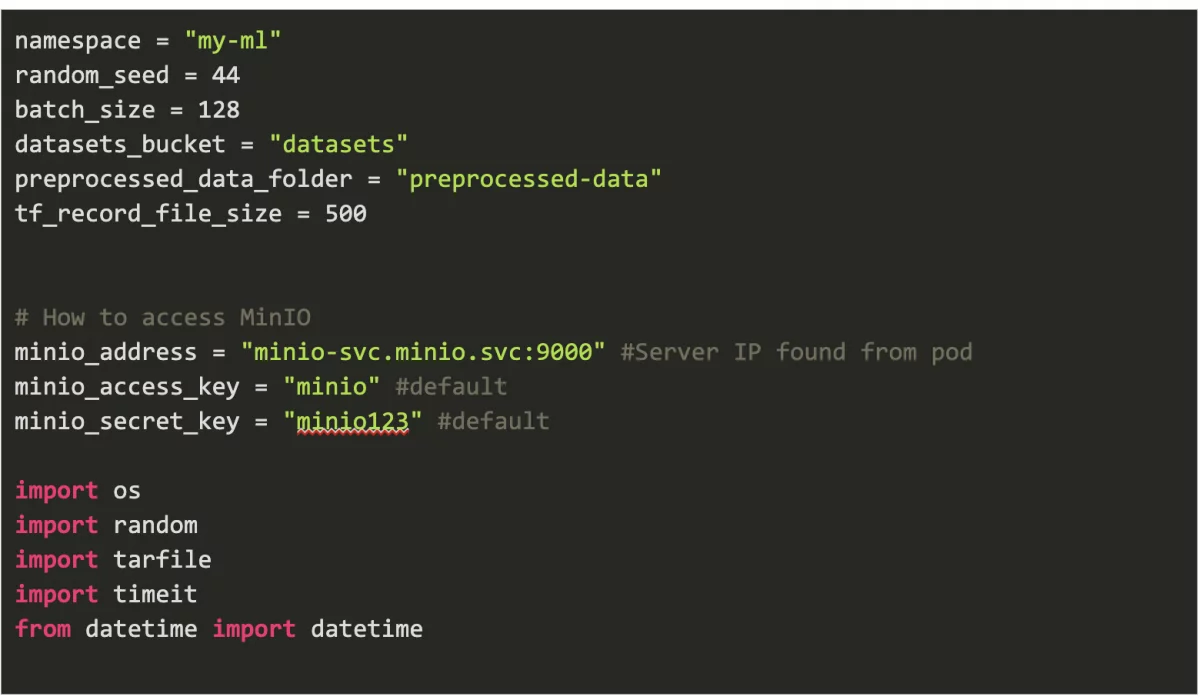 namespace = "my-ml"
random_seed = 44
batch_size = 128
datasets_bucket = "datasets"
preprocessed_data_folder = "preprocessed-data"
tf_record_file_size = 500
# How to access MinIO
minio_address = "minio-svc.minio.svc:9000" #Server IP found from pod
minio_access_key = "minio" #default
minio_secret_key = "minio123" #default
import os
import random
import tarfile
import timeit
from datetime import datetime